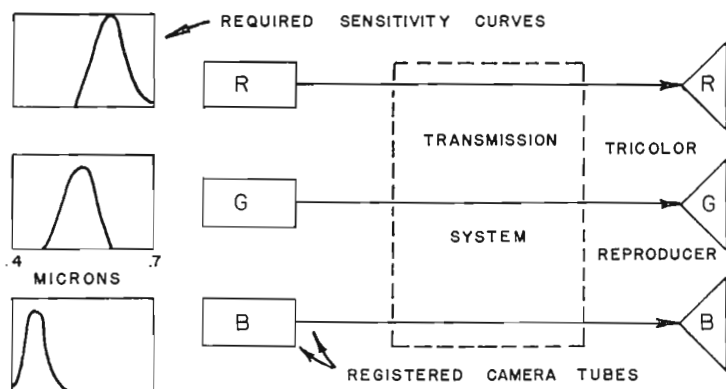 REQUIRED SENSITIVITY CURVES
R
R
TRANSMISSION
TRICOLOR
G
G
.4
.7
MICRONS
SYSTEM
REPRODUCER
B
B
REGISTERED CAMERA TUBES